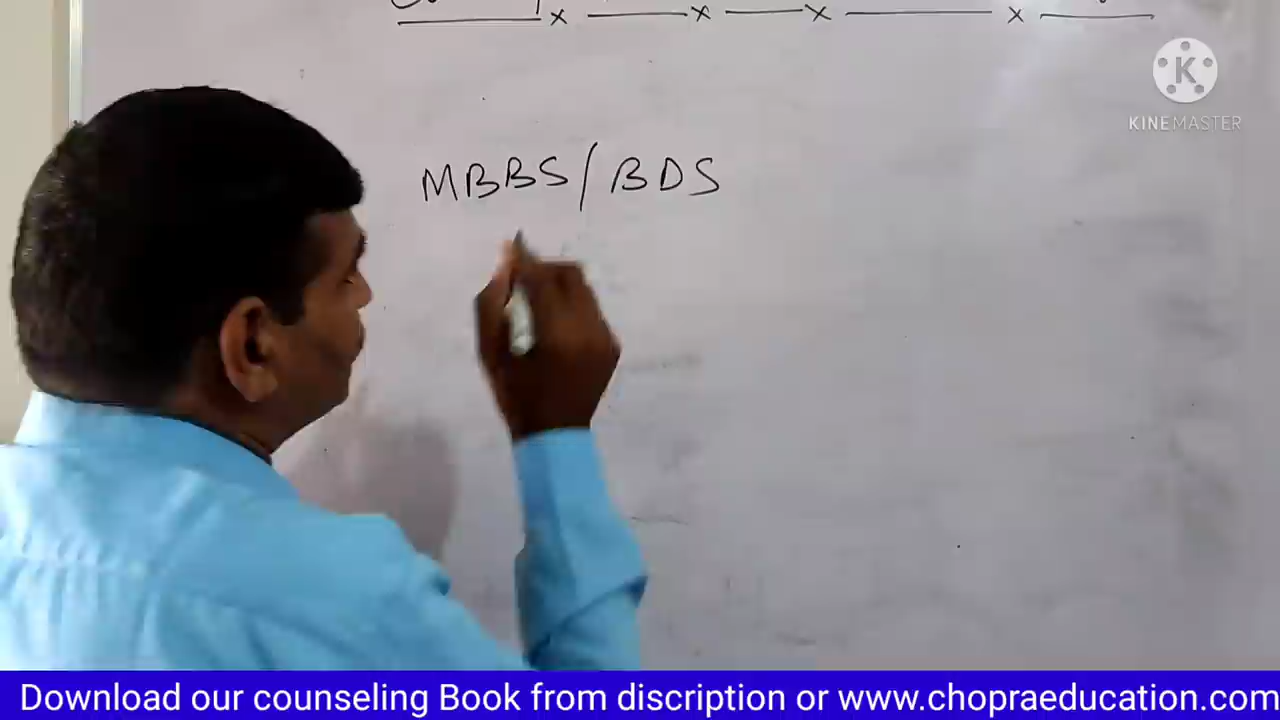 x x x x
KINEMASTER
MBBS/BDS
Download our counseling Book from discription or www.chopraeducation.com